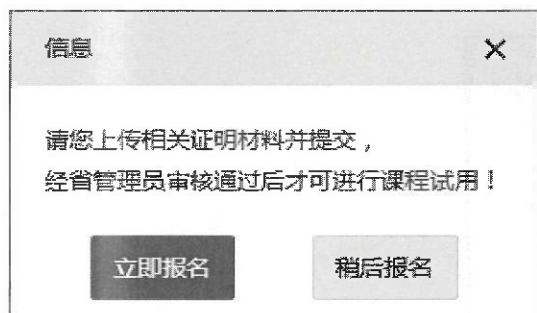 信息
请您上传相关证明材料并提交，
经省管理员审核通过后才可进行课程试用！
立即报名
稍后报名